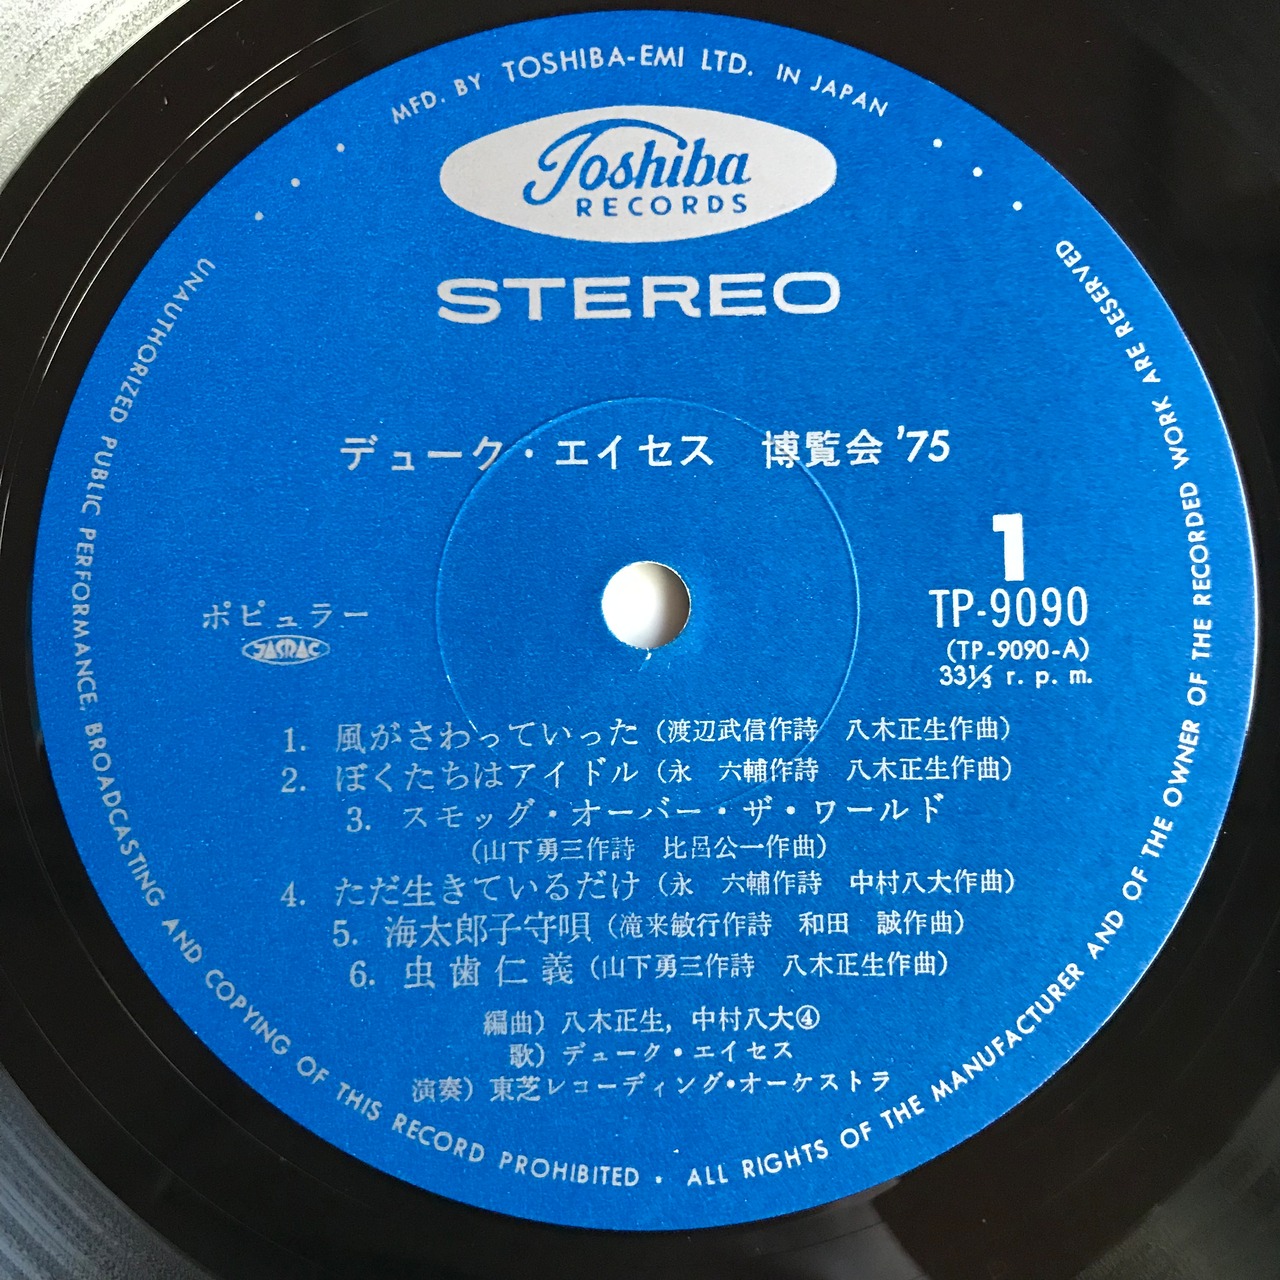 MFD. BY TOSHIBA-EMI LTD. IN JAPAN
Toshiba
RECORDS
STEREO
デューク・エイセス　博覧会 '75
1
TP-9090
(TP-9090-A)
33⅓ r. p. m.
ポピュラー
JASRAC
1. 風がさわっていった（渡辺武信作詩　八木正生作曲）
2. ぼくたちはアイドル（永　六輔作詩　八木正生作曲）
3. スモッグ・オーバー・ザ・ワールド
（山下勇三作詩　比呂公一作曲）
4. ただ生きているだけ（永　六輔作詩　中村八大作曲）
5. 海太郎子守唄（滝来敏行作詩　和田　誠作曲）
6. 虫歯仁義（山下勇三作詩　八木正生作曲）
編曲）八木正生, 中村八大④
歌）デューク・エイセス
演奏）東芝レコーディング・オーケストラ
UNAUTHORIZED PUBLIC PERFORMANCE, BROADCASTING AND COPYING OF THIS RECORD PROHIBITED • ALL RIGHTS OF THE MANUFACTURER AND OF THE OWNER OF THE RECORDED WORK ARE RESERVED